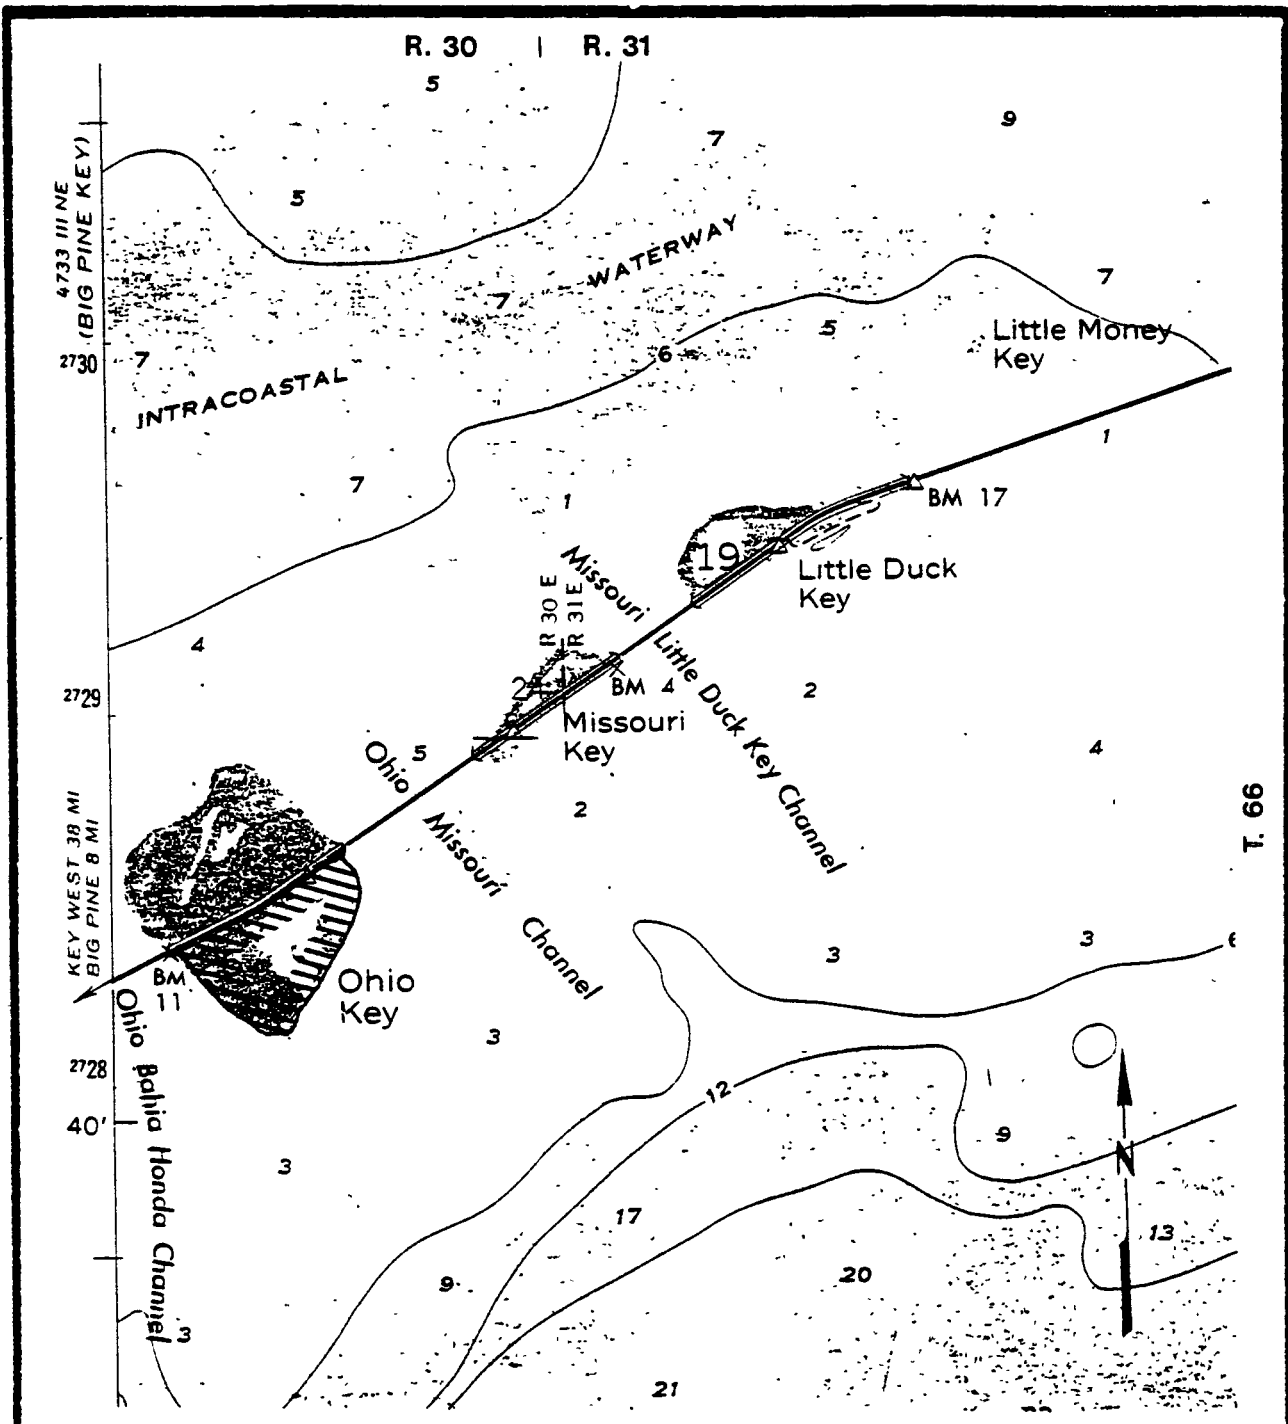 R. 30 | R. 31
5
9
7
4733 III NE
(BIG PINE KEY)
5
WATERWAY
7
7
5
Little Money
Key
2730
7
6
INTRACOASTAL
1
7
1
BM 17
19
Little Duck
Key
Missouri
R 30 E
R 31 E
4
Little Duck Key Channel
2729
BM 4
2
Missouri
Key
5
Ohio
4
2
Missouri
Channel
KEY WEST 38 MI
BIG PINE 8 MI
T. 66
3
3
6
BM
11
Ohio
Key
Ohio
3
2728
Bahia Honda Channel
12
40'
9
N
3
17
13
20
9
3
21